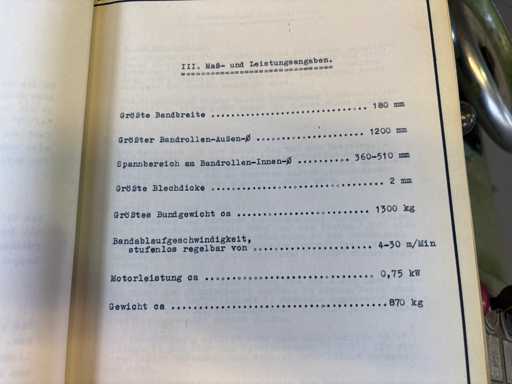 III. Maß- und Leistungsangaben.
Größte Bandbreite ................................ 180 mm
Größter Bandrollen-Außen-Ø ...................... 1200 mm
Spannbereich am Bandrollen-Innen-Ø .......... 360-510 mm
Größte Blechdicke .................................. 2 mm
Größtes Bundgewicht ca .......................... 1300 kg
Bandablaufgeschwindigkeit,
stufenlos regelbar von ....................... 4-30 m/Min
Motorleistung ca ................................. 0,75 kW
Gewicht ca .......................................870 kg